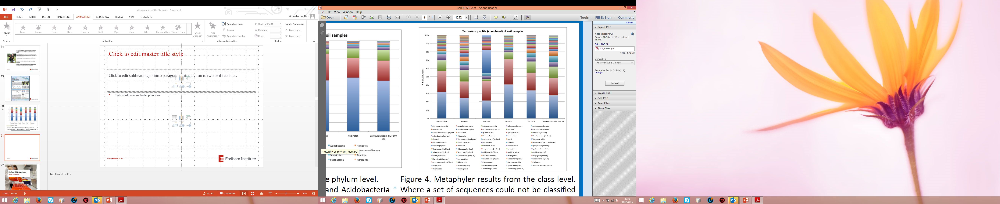 Metagenomics_2016_KM_weds - PowerPoint
FILE HOME INSERT DESIGN TRANSITIONS ANIMATIONS SLIDE SHOW REVIEW VIEW EndNote X7
Kirsten McLay (EI)
Preview
None Appear Fade Fly In Float In Split Wipe Shape Wheel Random Bars Grow & Turn
Effect Options
Add Animation
Animation Pane
Trigger
Animation Painter
Start: On Click
Duration:
Delay:
Reorder Animation
Move Earlier
Move Later
Preview Animation Advanced Animation Timing
18
19
20
21
22
Click to edit master title style
Click to edit subheading or intro paragraph, this may run to two or three lines.
Click to edit content bullet point one
www.earlham.ac.uk
Earlham Institute
Platforms & Pipelines Group
Tap to add notes
SLIDE 21 OF 46
NOTES COMMENTS
90%
soil_BBSRC.pdf - Adobe Reader
File Edit View Window Help
Open
1 / 1
125%
Tools Fill & Sign Comment
oil samples
Veg Patch
Bawburgh Road- JIC Farm soil
Acidobacteria Firmicutes
einococcus-Thermus
metaphyler_phylum_level.pdf
Tenericutes Aquificae
Fusobacteria Nitrospirae
Taxonomic profile (class level) of soil samples
% Relative abundance
100%
90%
80%
70%
60%
50%
40%
30%
20%
10%
0%
Compost Heap Mole Hill Woodland Pot Plant Veg Patch Bawburgh Road- JIC Farm soil
Alphaproteobacteria Actinobacteria (class) Betaproteobacteria Deltaproteobacteria Gammaproteobacteria
Flavobacteria Acidobacteria(phylum) Proteobacteria(phylum) Opitutae Bacteroidetes(phylum)
Gemmatimonadetes(phylum) Solibacteres Spartobacteria Sphingobacteria Firmicutes(phylum)
Actinobacteria(phylum) Cytophagia Methanobacteria Bacteroidia Planctomycetes(phylum)
Clostridia Verrucomicrobia(phylum) Cyanobacteria(phylum) Bacilli Verrucomicrobiae
Chloroflexi(phylum) Planctomycetacia Negativicutes Chlorobia Deinococcus-Thermus(phylum)
Chlorobi(phylum) Deinococci Chloroflexi (class) Gloeobacteria Synergistetes(phylum)
Thermomicrobia (class) Chlamydiae(phylum) Euryarchaeota(phylum) Synergistia Epsilonproteobacteria
Spirochaetes(phylum) Tenericutes(phylum) Acidobacteria (class) Aquificae (class) Aquificae(phylum)
Chlamydiae (class) Crenarchaeota(phylum) Dehalococcoidetes Dictyoglomia Dictyoglomi(phylum)
Elusimicrobia(phylum) Erysipelotrichi Fibrobacteres(phylum) Fusobacteria (class) Fusobacteria(phylum)
Gemmatimonadetes (class) Halobacteria Methanococci Methanomicrobia Mollicutes
NA(phylum) Nitrospira (class) Nitrospirae(phylum) Spirochaetes (class) Thaumarchaeota(phylum)
Thermococci Thermoprotei Thermotogae (class) Thermotogae(phylum)
e phylum level.
and Acidobacteria
* Figure 4. Metaphyler results from the class level.
Where a set of sequences could not be classified
Sign In
Export PDF
Adobe ExportPDF
Convert PDF files to Word or Excel online.
Select PDF File:
soil_BBSRC.pdf
1 file / 1.78 MB
Convert To:
Microsoft Word (*.docx)
Recognize Text in English(U.S.)
Change
Convert
Create PDF
Edit PDF
Send Files
Store Files
17:15
14/09/2016